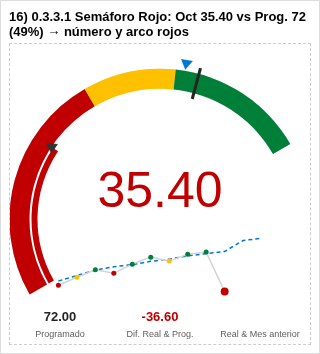 16) 0.3.3.1 Semáforo Rojo: Oct 35.40 vs Prog. 72
(49%) → número y arco rojos
35.40
72.00 -36.60
Programado Dif. Real & Prog. Real & Mes anterior